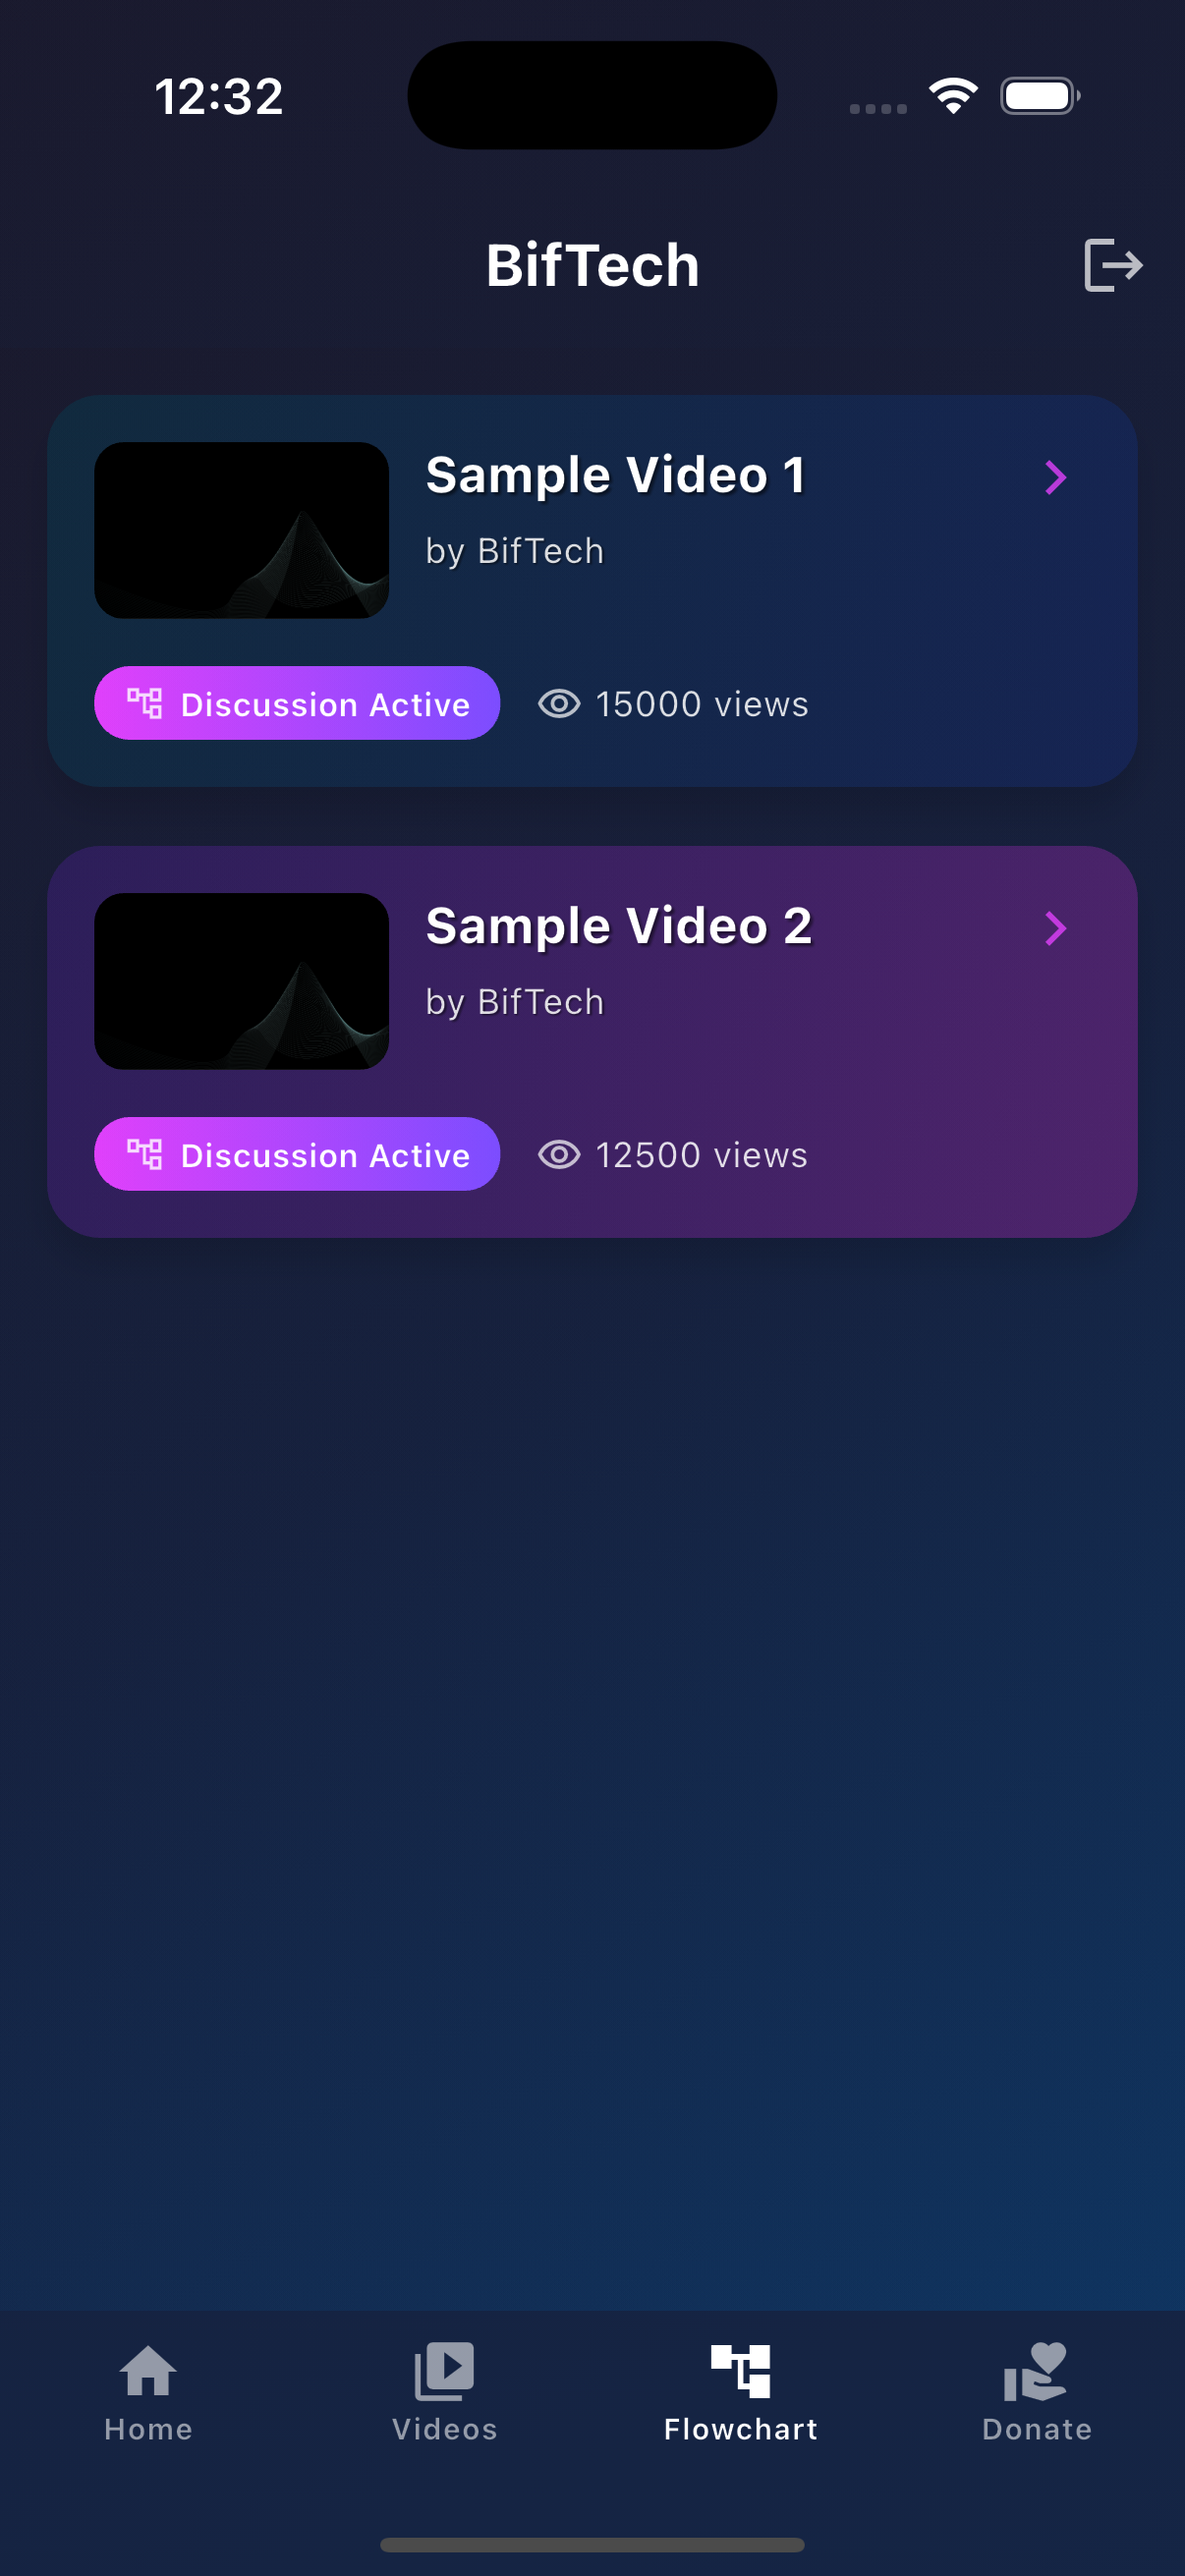 12:32
BifTech
Sample Video 1
by BifTech
Discussion Active
15000 views
Sample Video 2
by BifTech
Discussion Active
12500 views
Home
Videos
Flowchart
Donate